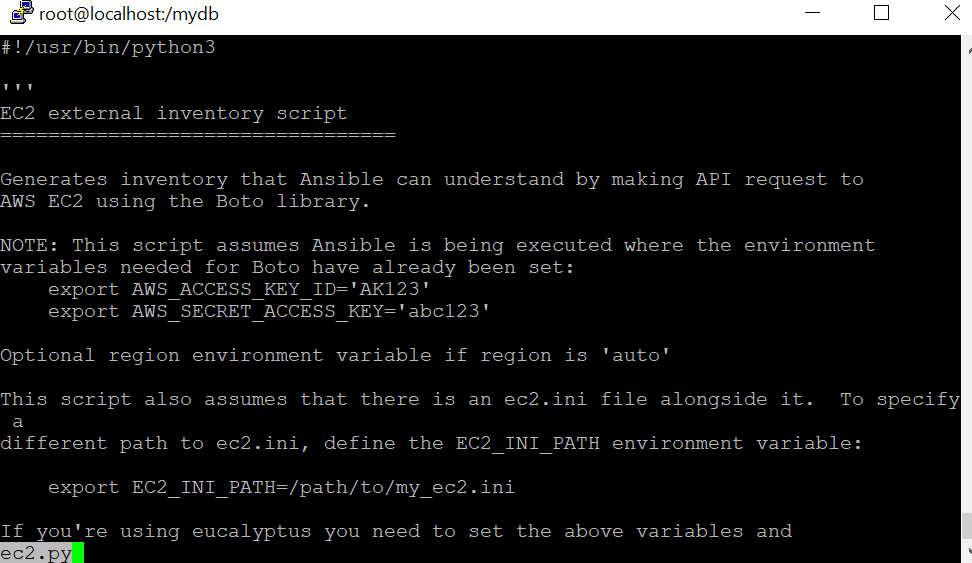 root@localhost:/mydb
#!/usr/bin/python3
'''
EC2 external inventory script
=================================
Generates inventory that Ansible can understand by making API request to
AWS EC2 using the Boto library.
NOTE: This script assumes Ansible is being executed where the environment
variables needed for Boto have already been set:
    export AWS_ACCESS_KEY_ID='AK123'
    export AWS_SECRET_ACCESS_KEY='abc123'
Optional region environment variable if region is 'auto'
This script also assumes that there is an ec2.ini file alongside it.  To specify
 a
different path to ec2.ini, define the EC2_INI_PATH environment variable:
    export EC2_INI_PATH=/path/to/my_ec2.ini
If you're using eucalyptus you need to set the above variables and
ec2.py